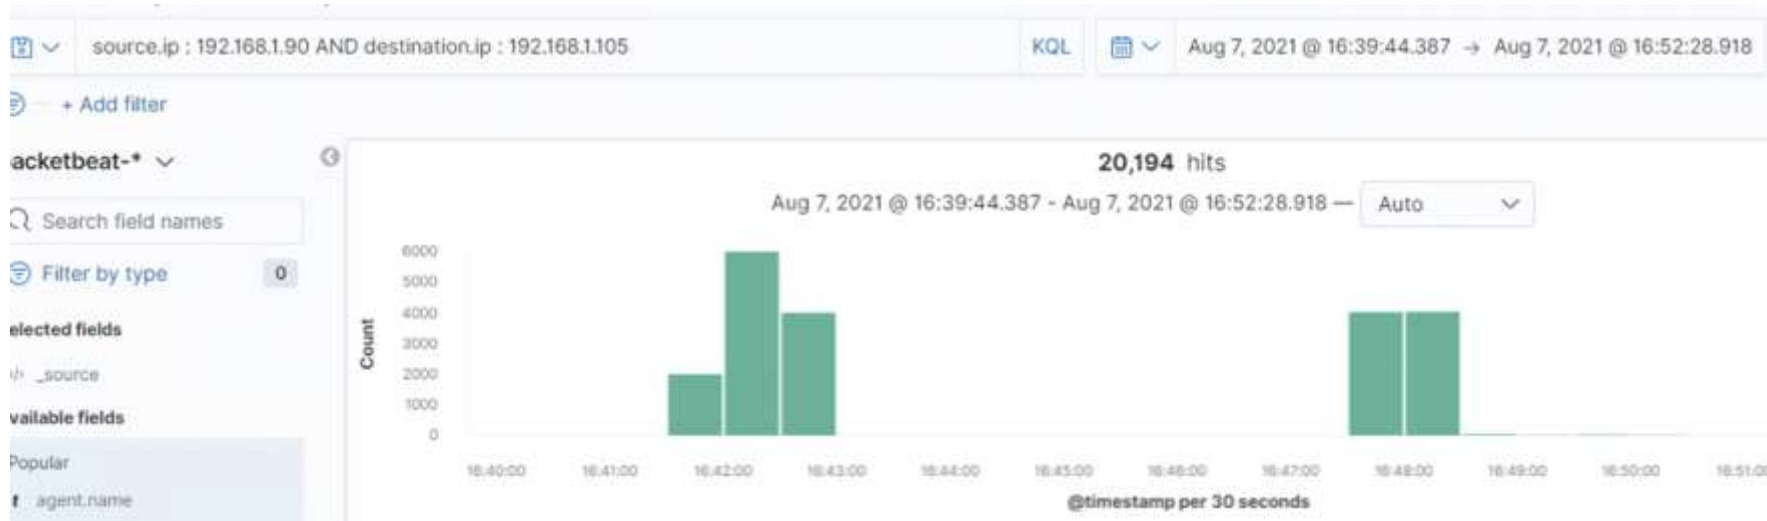 source.ip : 192.168.1.90 AND destination.ip : 192.168.1.105 KQL Aug 7, 2021 @ 16:39:44.387 → Aug 7, 2021 @ 16:52:28.918
+ Add filter
acketbeat-*
20,194 hits
Aug 7, 2021 @ 16:39:44.387 - Aug 7, 2021 @ 16:52:28.918 — Auto
Search field names
Filter by type 0
elected fields
_source
vailable fields
Popular
t agent.name
Count
6000
5000
4000
3000
2000
1000
0
16:40:00 16:41:00 16:42:00 16:43:00 16:44:00 16:45:00 16:46:00 16:47:00 16:48:00 16:49:00 16:50:00 16:51:00
@timestamp per 30 seconds